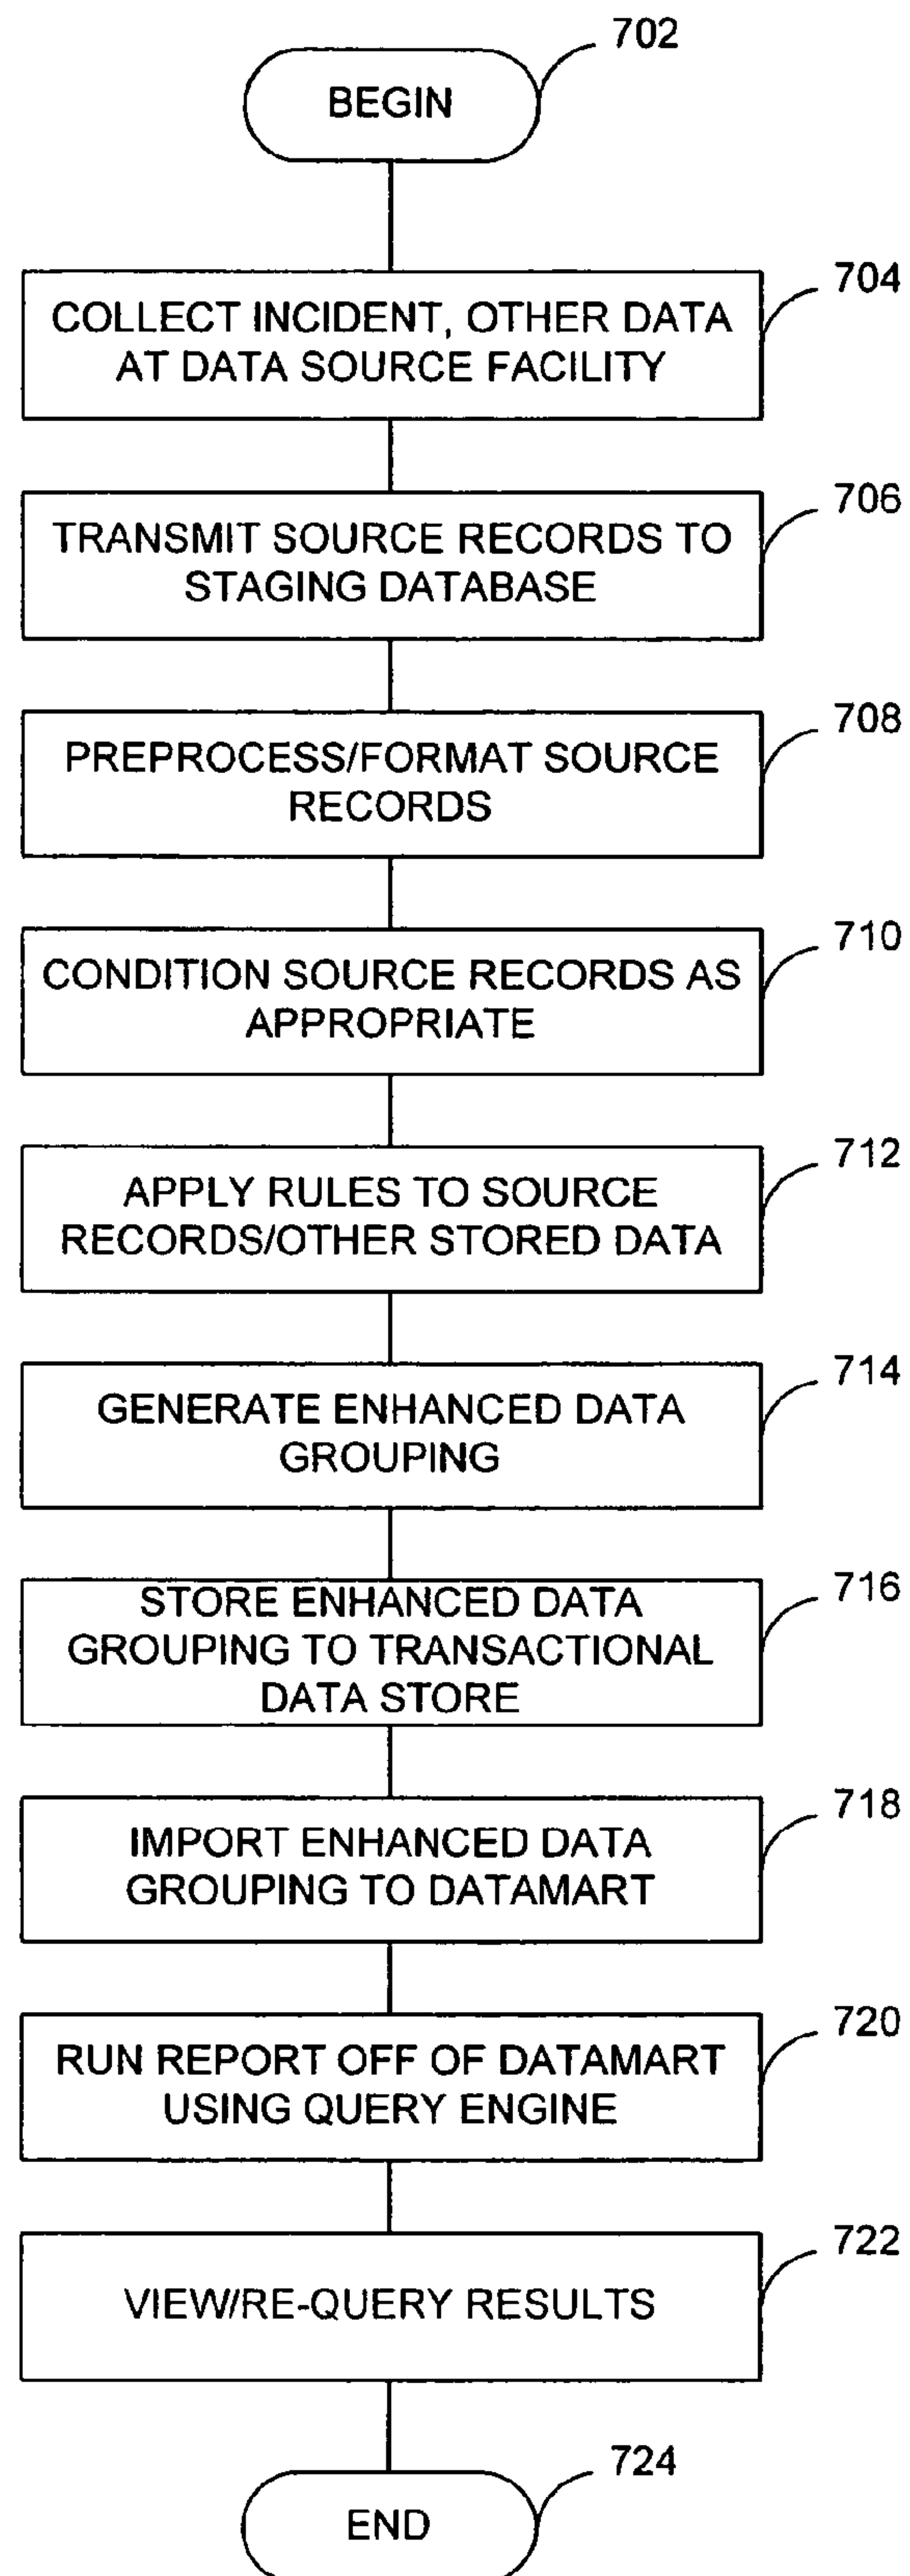 702
BEGIN
704
COLLECT INCIDENT, OTHER DATA
AT DATA SOURCE FACILITY
706
TRANSMIT SOURCE RECORDS TO
STAGING DATABASE
708
PREPROCESS/FORMAT SOURCE
RECORDS
710
CONDITION SOURCE RECORDS AS
APPROPRIATE
712
APPLY RULES TO SOURCE
RECORDS/OTHER STORED DATA
714
GENERATE ENHANCED DATA
GROUPING
716
STORE ENHANCED DATA
GROUPING TO TRANSACTIONAL
DATA STORE
718
IMPORT ENHANCED DATA
GROUPING TO DATAMART
720
RUN REPORT OFF OF DATAMART
USING QUERY ENGINE
722
VIEW/RE-QUERY RESULTS
724
END